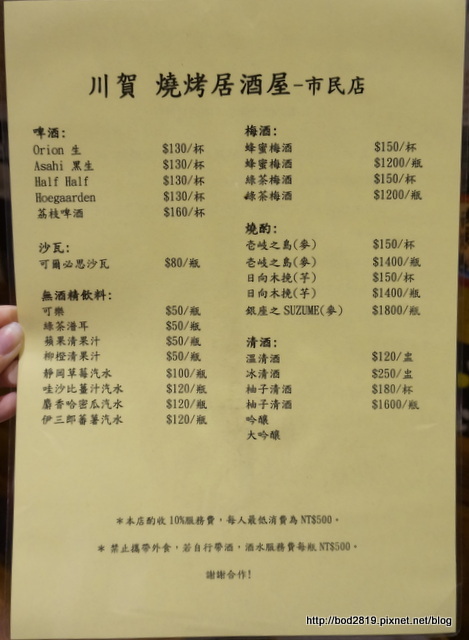 川賀 燒烤居酒屋-市民店
啤酒:
Orion 生 $130/杯
Asahi 黑生 $130/杯
Half Half $130/杯
Hoegaarden $130/杯
荔枝啤酒 $160/杯
沙瓦:
可爾必思沙瓦 $80/瓶
無酒精飲料:
可樂 $50/瓶
綠茶潘耳 $50/瓶
蘋果清果汁 $50/瓶
柳橙清果汁 $50/瓶
靜岡草莓汽水 $100/瓶
哇沙比薑汁汽水 $120/瓶
麝香哈密瓜汽水 $120/瓶
伊三郎蕃薯汽水 $120/瓶
梅酒:
蜂蜜梅酒 $150/杯
蜂蜜梅酒 $1200/瓶
綠茶梅酒 $150/杯
綠茶梅酒 $1200/瓶
燒酌:
壱岐之島(麥) $150/杯
壱岐之島(麥) $1400/瓶
日向木挽(芋) $150/杯
日向木挽(芋) $1400/瓶
銀座之 SUZUME(麥) $1800/瓶
清酒:
溫清酒 $120/盅
冰清酒 $250/盅
柚子清酒 $180/杯
柚子清酒 $1600/瓶
吟釀
大吟釀
*本店酌收 10%服務費，每人最低消費為 NT$500。
* 禁止攜帶外食，若自行帶酒，酒水服務費每瓶 NT$500。
謝謝合作!
http://bod2819.pixnet.net/blog